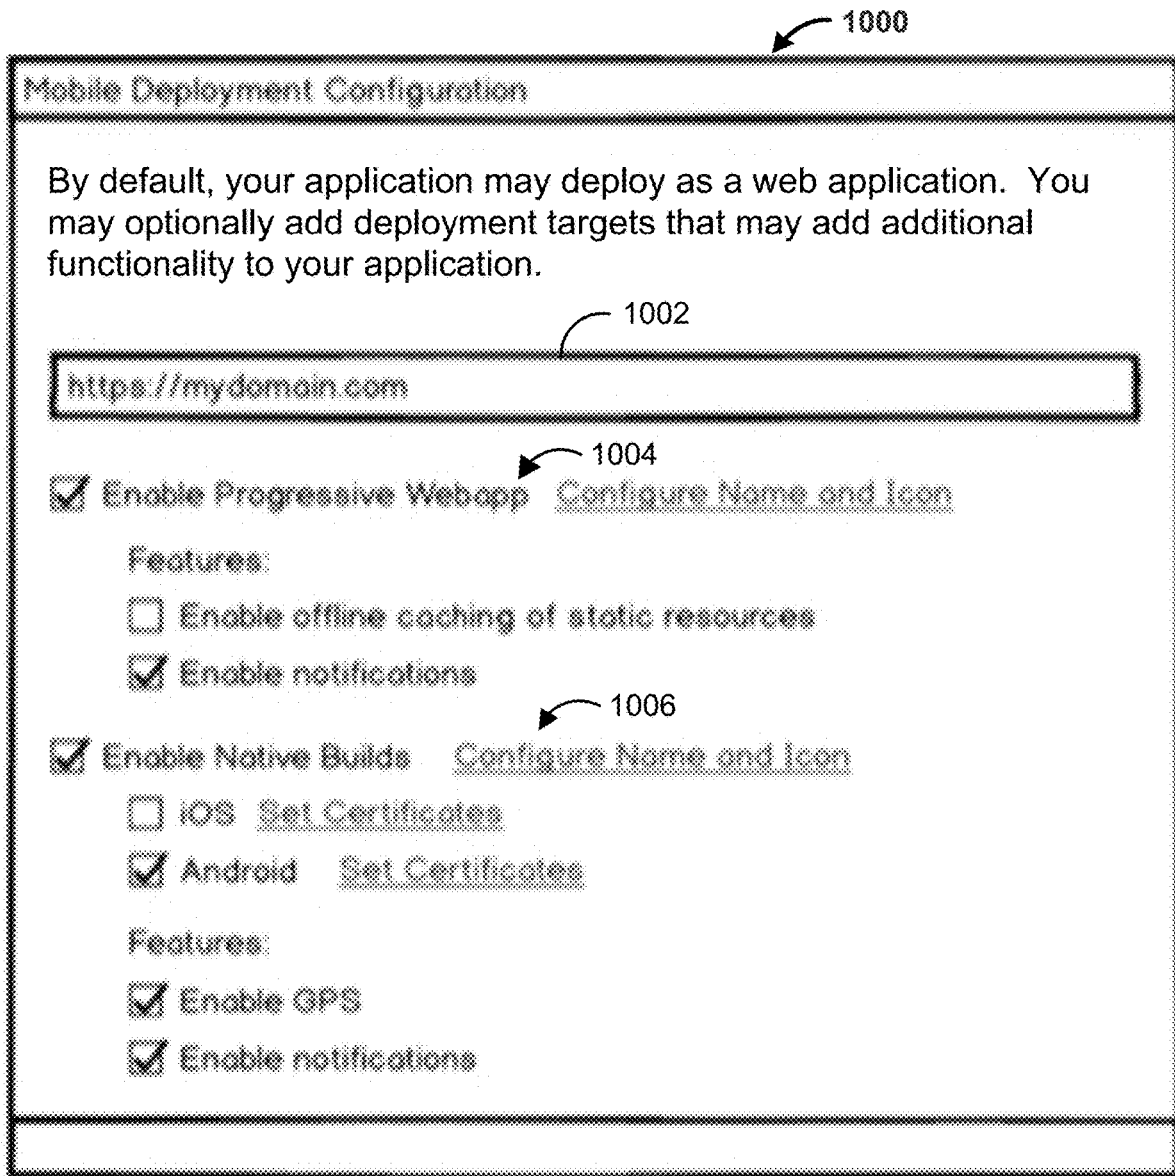 1000
Mobile Deployment Configuration
By default, your application may deploy as a web application.  You
may optionally add deployment targets that may add additional
functionality to your application.
1002
https://mydomain.com
1004
Enable Progressive Webapp Configure Name and Icon
Features:
Enable offline caching of static resources
Enable notifications
1006
Enable Native Builds Configure Name and Icon
iOS Set Certificates
Android Set Certificates
Features:
Enable GPS
Enable notifications